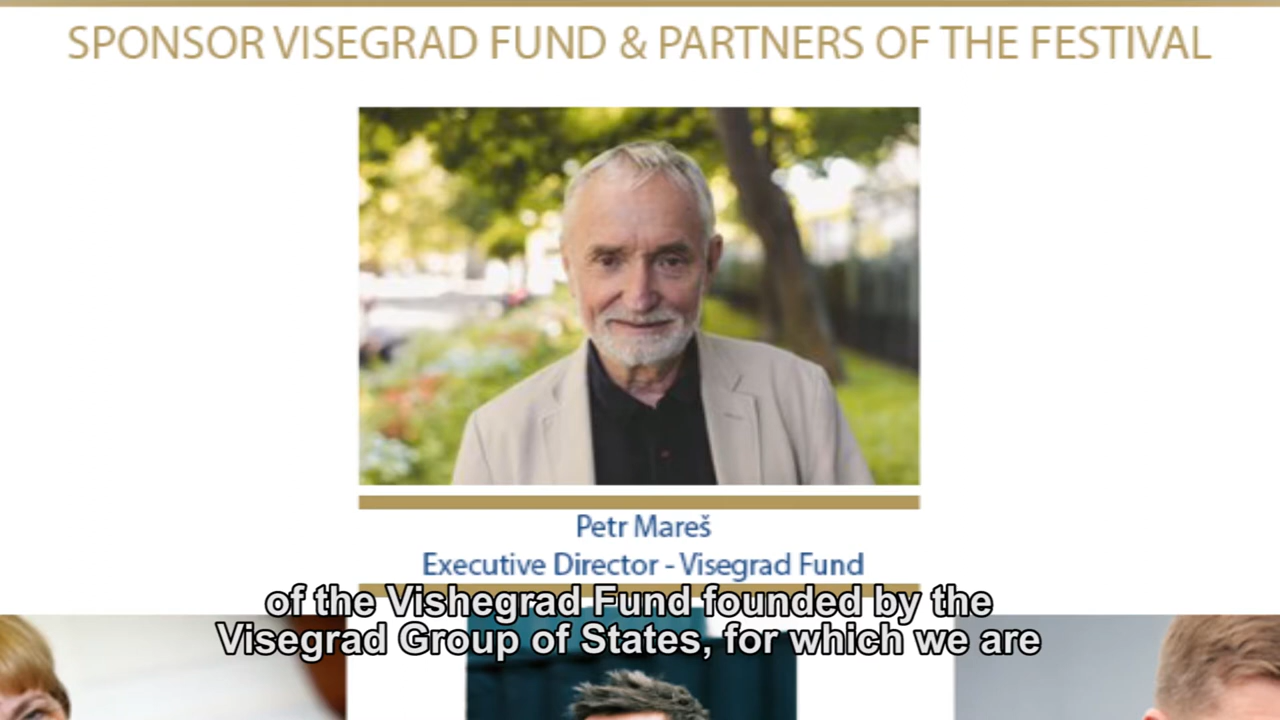 SPONSOR VISEGRAD FUND & PARTNERS OF THE FESTIVAL
Petr Mareš
Executive Director - Visegrad Fund
of the Vishegrad Fund founded by the
Visegrad Group of States, for which we are